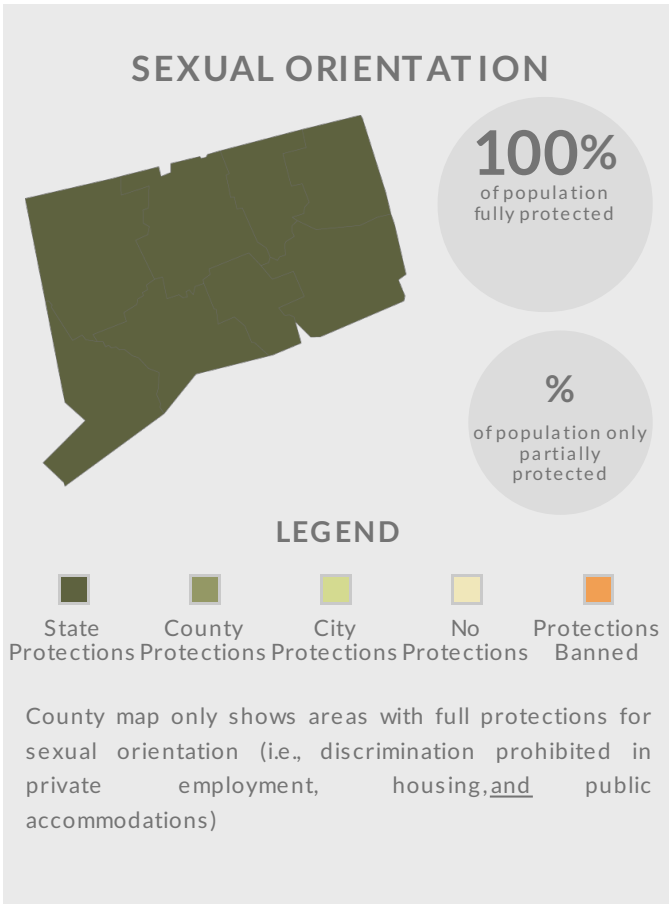 SEXUAL ORIENTATION
100%
of population
fully protected
%
of population only
partially
protected
LEGEND
State
Protections
County
Protections
City
Protections
No
Protections
Protections
Banned
County map only shows areas with full protections for
sexual orientation (i.e., discrimination prohibited in
private employment, housing, and public
accommodations)